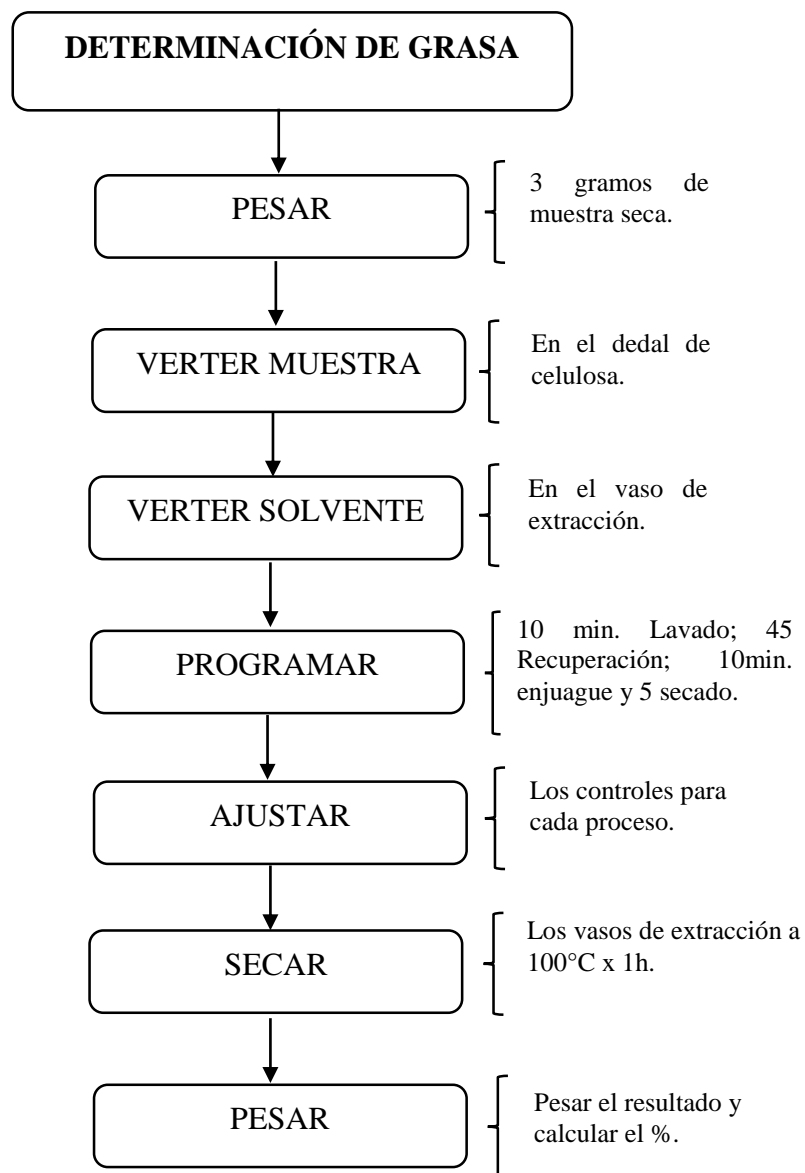 DETERMINACIÓN DE GRASA
PESAR
3 gramos de
muestra seca.
VERTER MUESTRA
En el dedal de
celulosa.
VERTER SOLVENTE
En el vaso de
extracción.
PROGRAMAR
10 min. Lavado; 45
Recuperación; 10min.
enjuague y 5 secado.
AJUSTAR
Los controles para
cada proceso.
SECAR
Los vasos de extracción a
100°C x 1h.
PESAR
Pesar el resultado y
calcular el %.